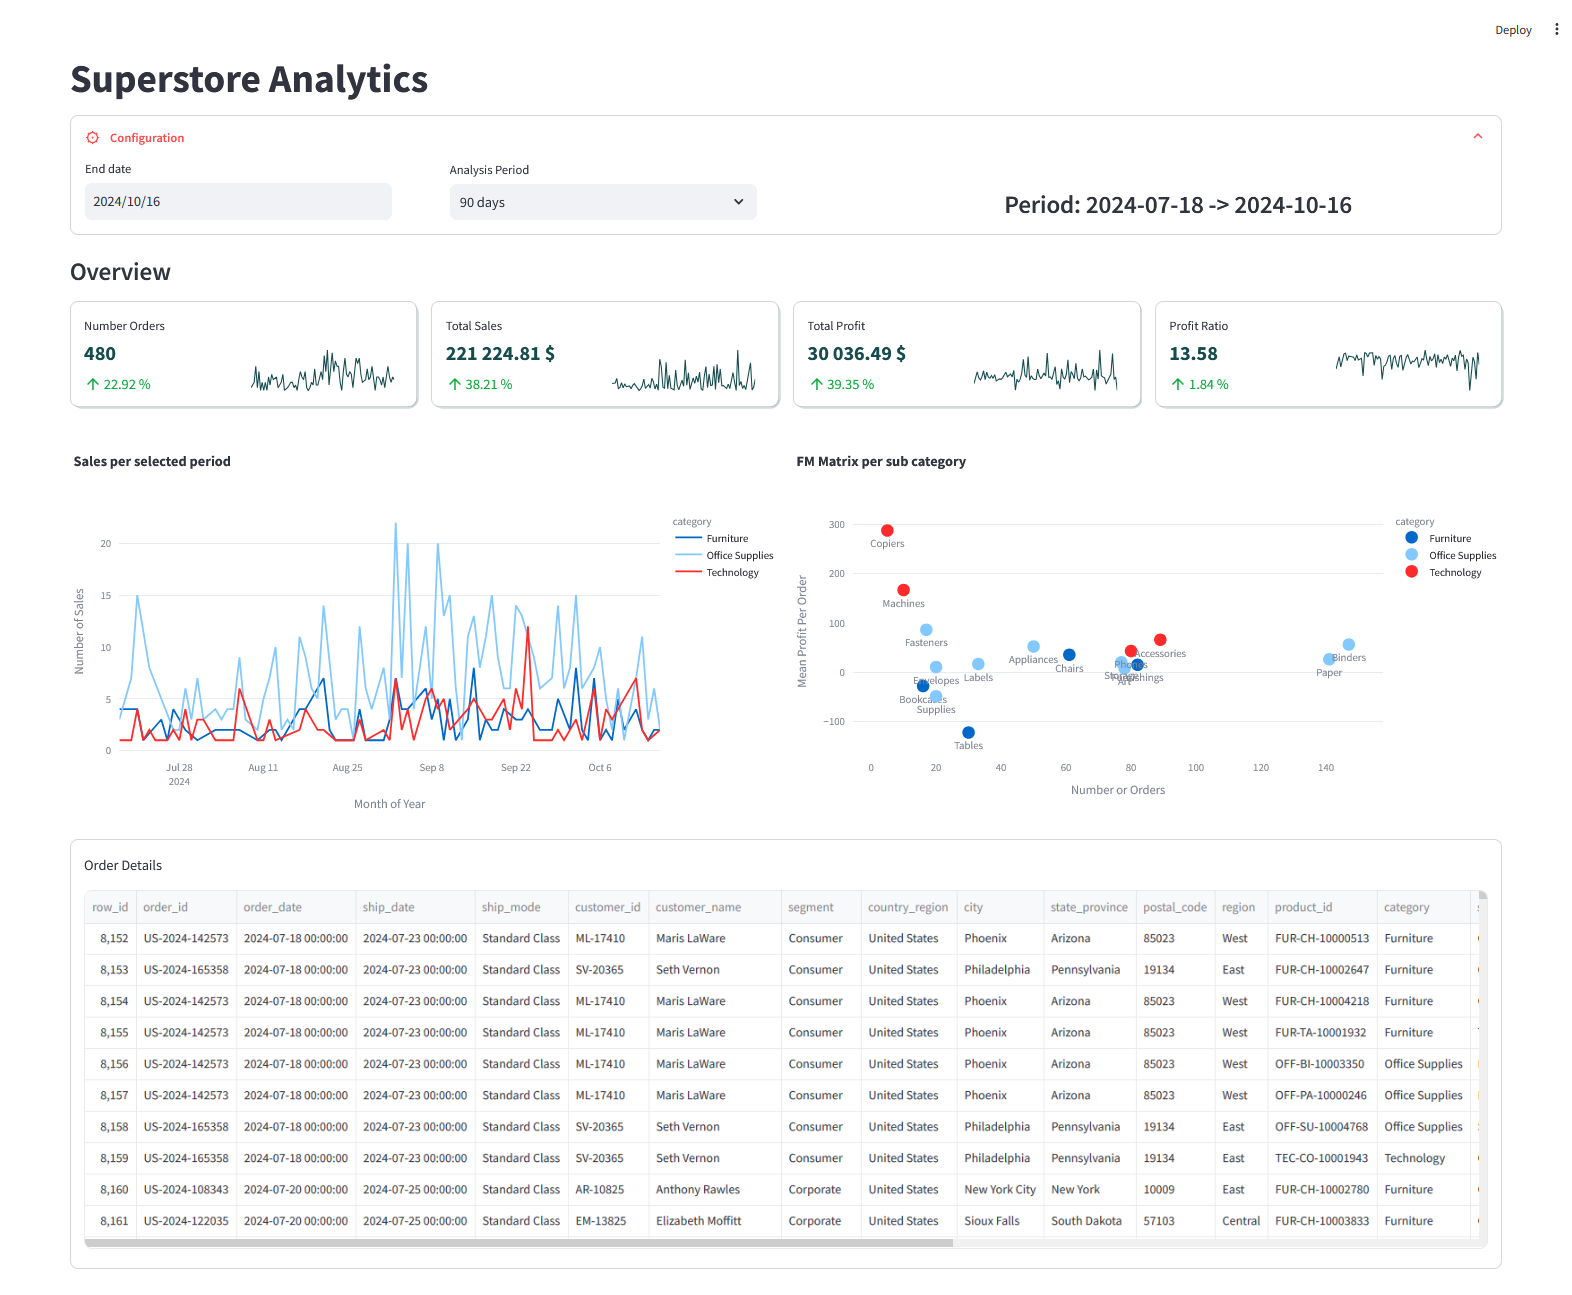 Deploy
Superstore Analytics
Configuration
End date
2024/10/16
Analysis Period
90 days
Period: 2024-07-18 -> 2024-10-16
Overview
Number Orders
480
22.92 %
Total Sales
221 224.81 $
38.21 %
Total Profit
30 036.49 $
39.35 %
Profit Ratio
13.58
1.84 %
Sales per selected period
category
Furniture
Office Supplies
Technology
Number of Sales
20
15
10
5
0
Jul 28 Aug 11 Aug 25 Sep 8 Sep 22 Oct 6
2024
Month of Year
FM Matrix per sub category
category
Furniture
Office Supplies
Technology
Mean Profit Per Order
300
200
100
0
−100
Copiers
Machines
Fasteners
Appliances
Accessories
Binders
Phones
Chairs
Paper
Storage
Furnishings
Art
Envelopes
Labels
Bookcases
Supplies
Tables
0 20 40 60 80 100 120 140
Number or Orders
Order Details
row_id order_id order_date ship_date ship_mode customer_id customer_name segment country_region city state_province postal_code region product_id category
8,152 US-2024-142573 2024-07-18 00:00:00 2024-07-23 00:00:00 Standard Class ML-17410 Maris LaWare Consumer United States Phoenix Arizona 85023 West FUR-CH-10000513 Furniture
8,153 US-2024-165358 2024-07-18 00:00:00 2024-07-23 00:00:00 Standard Class SV-20365 Seth Vernon Consumer United States Philadelphia Pennsylvania 19134 East FUR-CH-10002647 Furniture
8,154 US-2024-142573 2024-07-18 00:00:00 2024-07-23 00:00:00 Standard Class ML-17410 Maris LaWare Consumer United States Phoenix Arizona 85023 West FUR-CH-10004218 Furniture
8,155 US-2024-142573 2024-07-18 00:00:00 2024-07-23 00:00:00 Standard Class ML-17410 Maris LaWare Consumer United States Phoenix Arizona 85023 West FUR-TA-10001932 Furniture
8,156 US-2024-142573 2024-07-18 00:00:00 2024-07-23 00:00:00 Standard Class ML-17410 Maris LaWare Consumer United States Phoenix Arizona 85023 West OFF-BI-10003350 Office Supplies
8,157 US-2024-142573 2024-07-18 00:00:00 2024-07-23 00:00:00 Standard Class ML-17410 Maris LaWare Consumer United States Phoenix Arizona 85023 West OFF-PA-10000246 Office Supplies
8,158 US-2024-165358 2024-07-18 00:00:00 2024-07-23 00:00:00 Standard Class SV-20365 Seth Vernon Consumer United States Philadelphia Pennsylvania 19134 East OFF-SU-10004768 Office Supplies
8,159 US-2024-165358 2024-07-18 00:00:00 2024-07-23 00:00:00 Standard Class SV-20365 Seth Vernon Consumer United States Philadelphia Pennsylvania 19134 East TEC-CO-10001943 Technology
8,160 US-2024-108343 2024-07-20 00:00:00 2024-07-25 00:00:00 Standard Class AR-10825 Anthony Rawles Corporate United States New York City New York 10009 East FUR-CH-10002780 Furniture
8,161 US-2024-122035 2024-07-20 00:00:00 2024-07-25 00:00:00 Standard Class EM-13825 Elizabeth Moffitt Corporate United States Sioux Falls South Dakota 57103 Central FUR-CH-10003833 Furniture